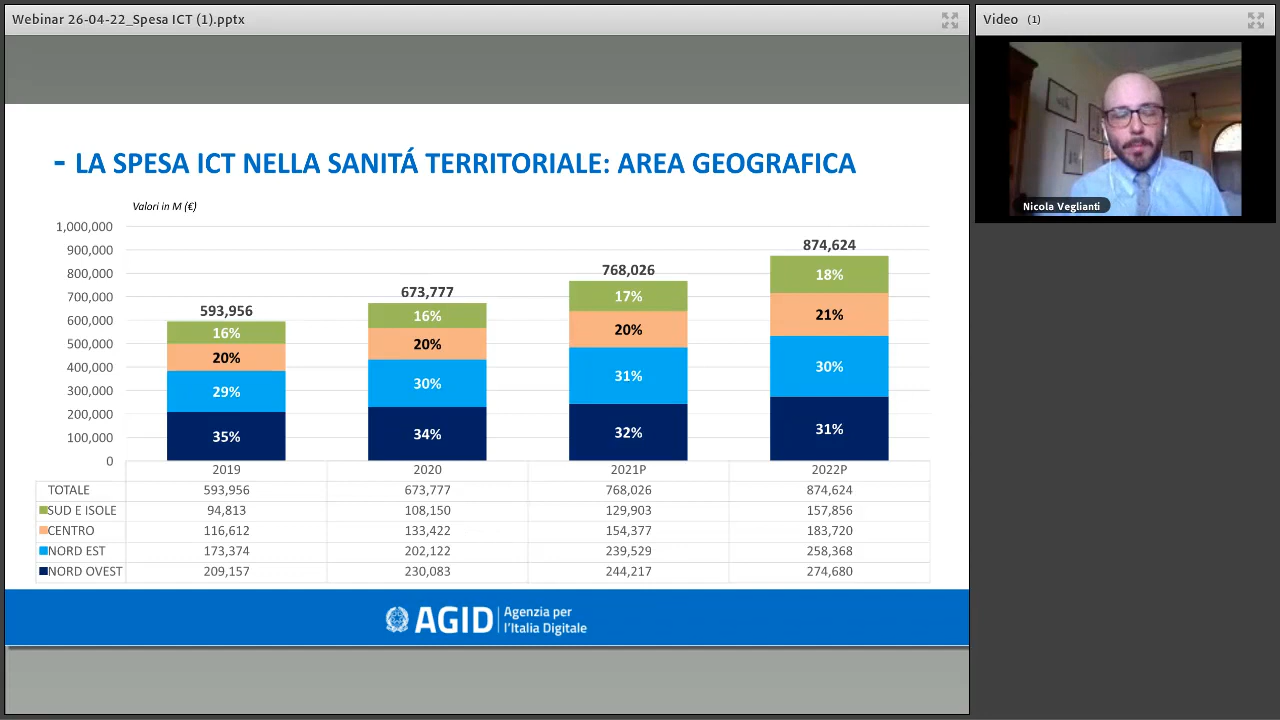 Webinar 26-04-22_Spesa ICT (1).pptx
Video (1)
Nicola Veglianti
- LA SPESA ICT NELLA SANITÁ TERRITORIALE: AREA GEOGRAFICA
Valori in M (€)
1,000,000
900,000
800,000
700,000
600,000
500,000
400,000
300,000
200,000
100,000
0
593,956
16%
20%
29%
35%
673,777
16%
20%
30%
34%
768,026
17%
20%
31%
32%
874,624
18%
21%
30%
31%
2019 2020 2021P 2022P
TOTALE 593,956 673,777 768,026 874,624
SUD E ISOLE 94,813 108,150 129,903 157,856
CENTRO 116,612 133,422 154,377 183,720
NORD EST 173,374 202,122 239,529 258,368
NORD OVEST 209,157 230,083 244,217 274,680
AGID
Agenzia per
l'Italia Digitale